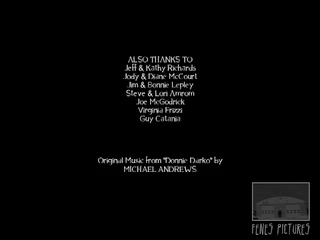 ALSO THANKS TO
Jeff & Kathy Richards
Jody & Diane McCourt
Jim & Bonnie Lepley
Steve & Lori Amrom
Joe McGodrick
Virginia Frizzi
Guy Catania
Original Music from "Donnie Darko" by
MICHAEL ANDREWS
FENES PICTURES